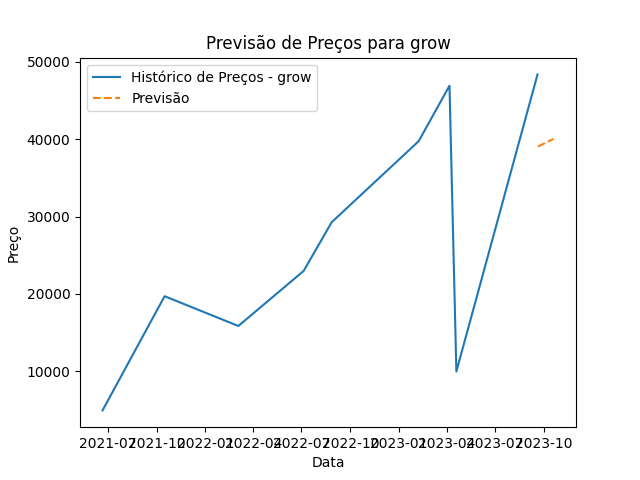 Previsão de Preços para grow
Histórico de Preços - grow
Previsão
50000
40000
30000
20000
10000
Preço
2021-07 2021-10 2022-01 2022-04 2022-07 2022-10 2023-01 2023-04 2023-07 2023-10
Data